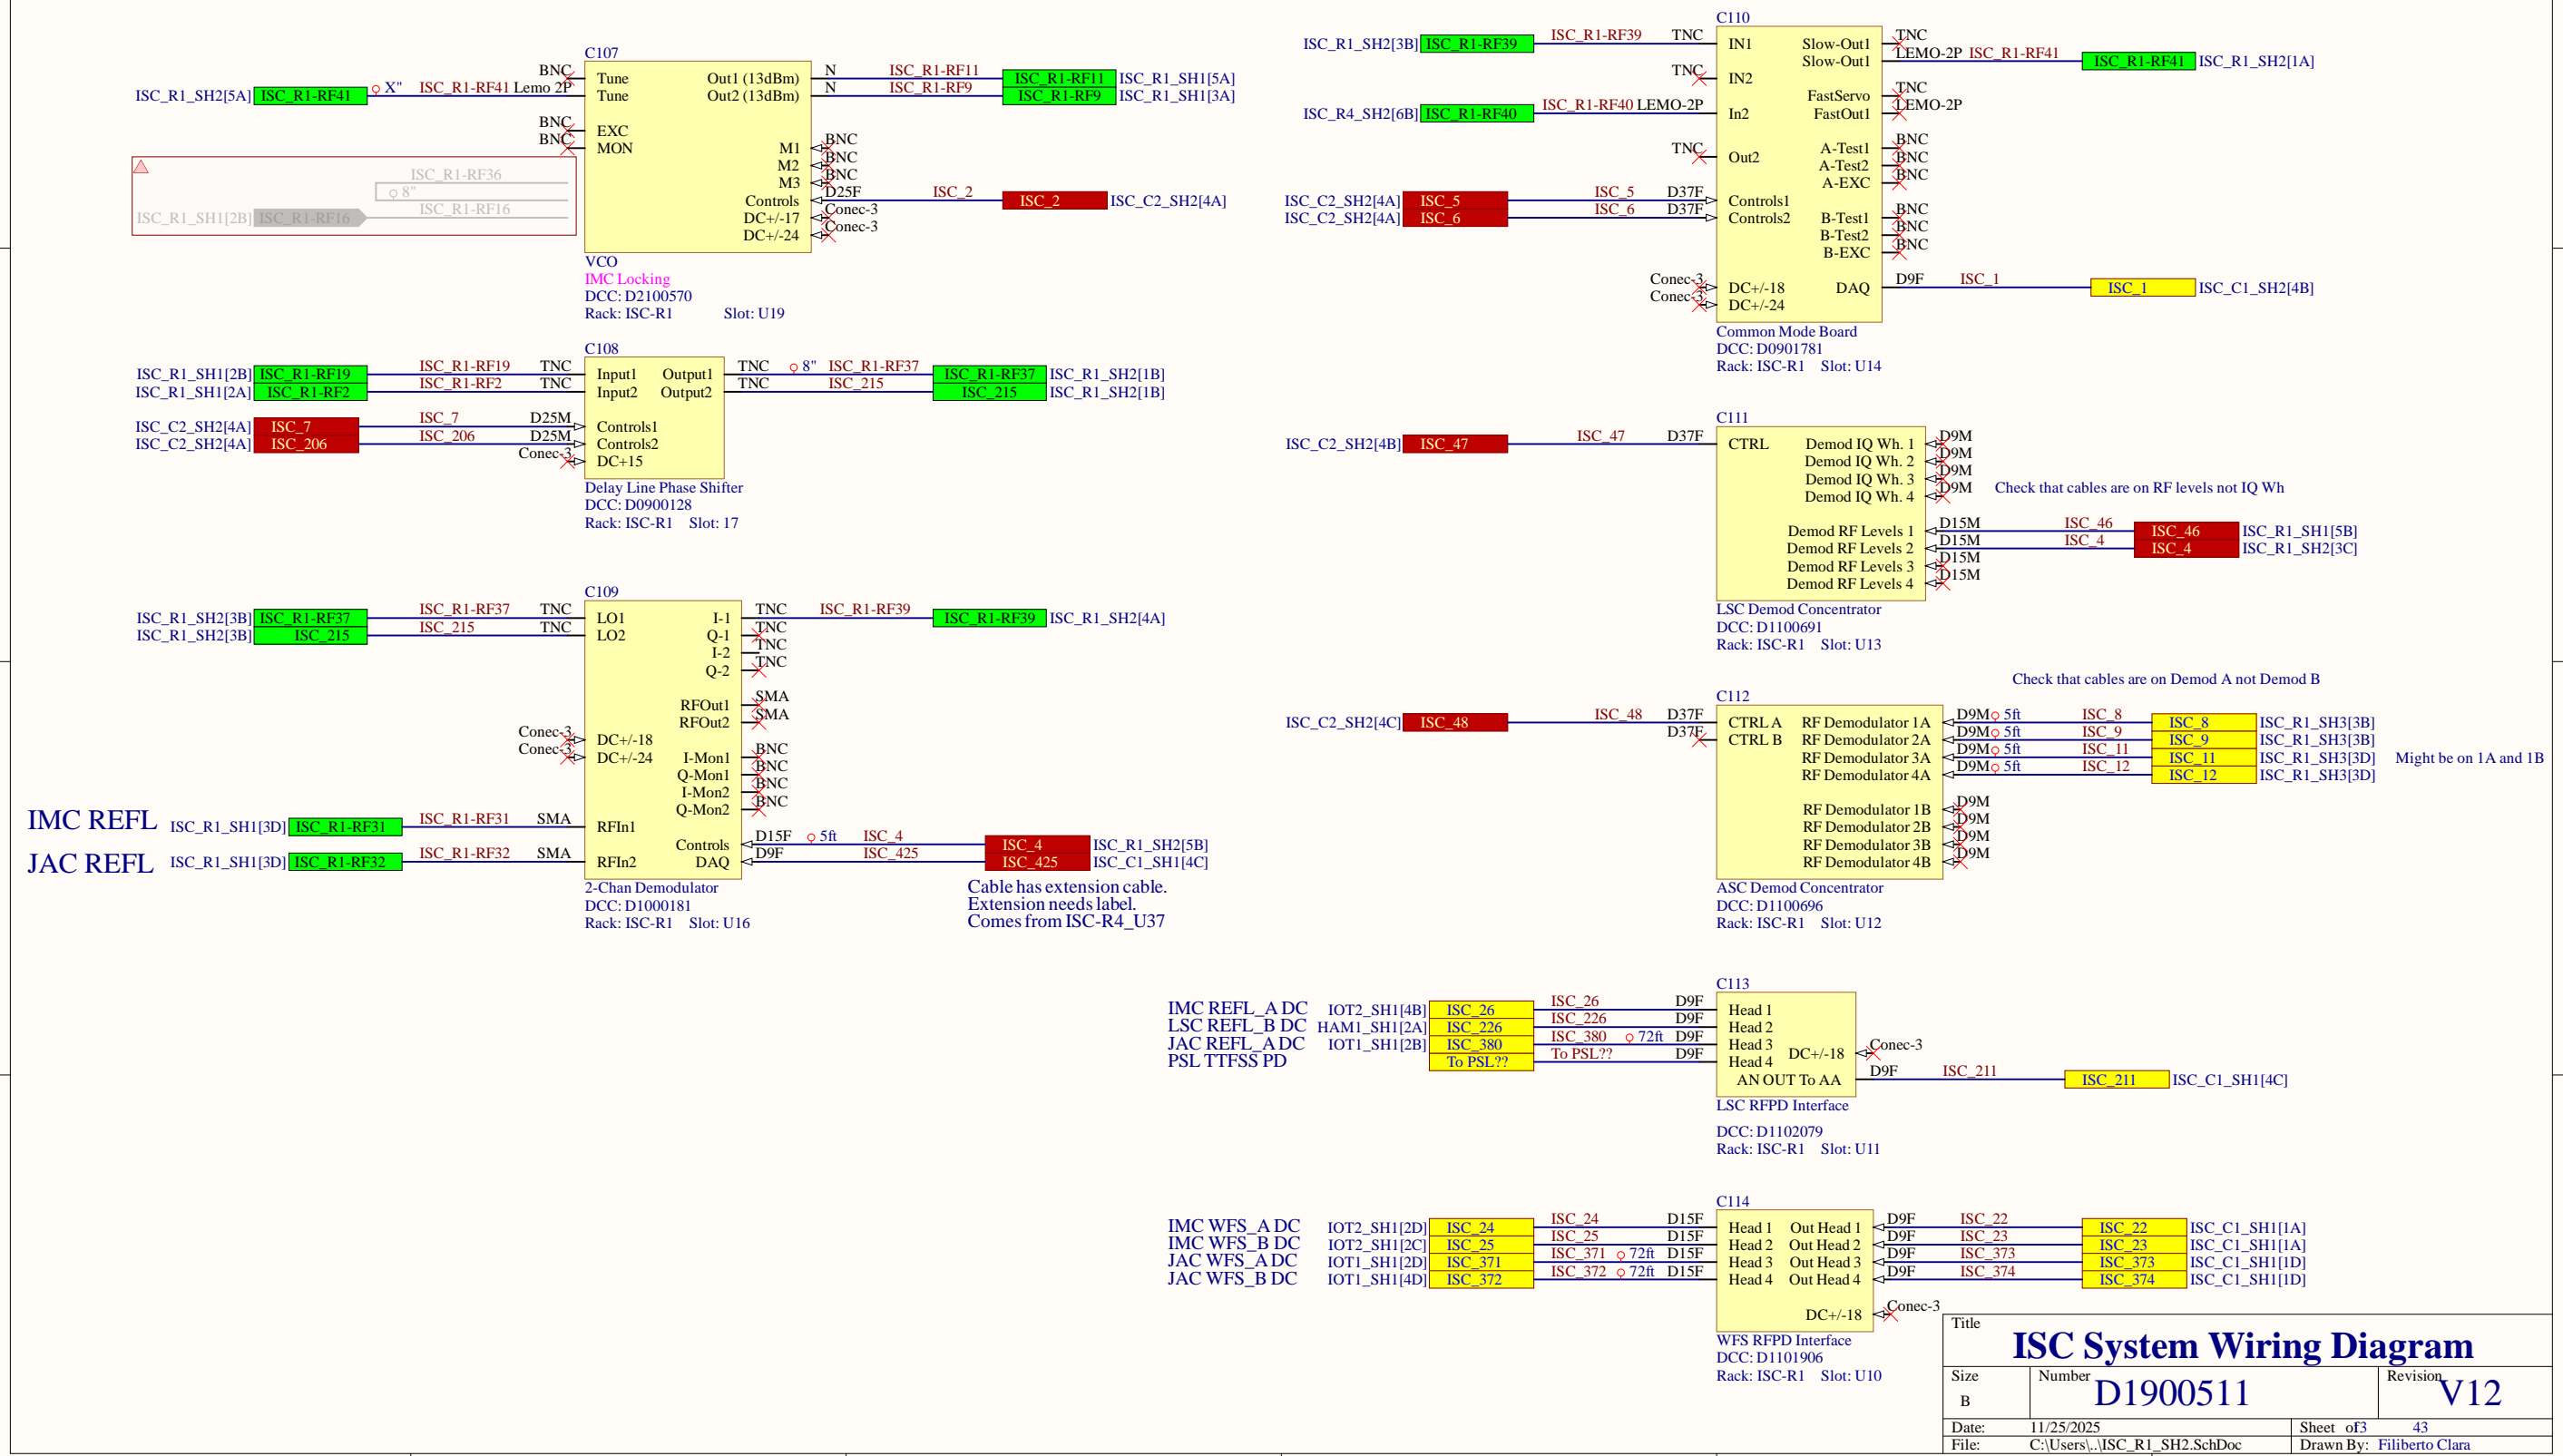 C107
BNC Tune Out1 (13dBm) N ISC_R1-RF11 ISC_R1-RF11 ISC_R1_SH1[5A]
ISC_R1_SH2[5A] ISC_R1-RF41 X" ISC_R1-RF41 Lemo 2P Tune Out2 (13dBm) N ISC_R1-RF9 ISC_R1-RF9 ISC_R1_SH1[3A]
BNC EXC
BNC MON M1 BNC
M2 BNC
M3 BNC
Controls D25F ISC_2 ISC_2 ISC_C2_SH2[4A]
DC+/-17 Conec-3
DC+/-24 Conec-3
ISC_R1-RF36
8"
ISC_R1_SH1[2B] ISC_R1-RF16 ISC_R1-RF16
VCO
IMC Locking
DCC: D2100570
Rack: ISC-R1 Slot: U19
C108
ISC_R1_SH1[2B] ISC_R1-RF19 ISC_R1-RF19 TNC Input1 Output1 TNC 8" ISC_R1-RF37 ISC_R1-RF37 ISC_R1_SH2[1B]
ISC_R1_SH1[2A] ISC_R1-RF2 ISC_R1-RF2 TNC Input2 Output2 TNC ISC_215 ISC_215 ISC_R1_SH2[1B]
ISC_C2_SH2[4A] ISC_7 ISC_7 D25M Controls1
ISC_C2_SH2[4A] ISC_206 ISC_206 D25M Controls2
Conec-3 DC+15
Delay Line Phase Shifter
DCC: D0900128
Rack: ISC-R1 Slot: 17
C109
ISC_R1_SH2[3B] ISC_R1-RF37 ISC_R1-RF37 TNC LO1 I-1 TNC ISC_R1-RF39 ISC_R1-RF39 ISC_R1_SH2[4A]
ISC_R1_SH2[3B] ISC_215 ISC_215 TNC LO2 Q-1 TNC
I-2 TNC
Q-2 TNC
RFOut1 SMA
RFOut2 SMA
Conec-3 DC+/-18
Conec-3 DC+/-24 I-Mon1 BNC
Q-Mon1 BNC
I-Mon2 BNC
Q-Mon2 BNC
IMC REFL ISC_R1_SH1[3D] ISC_R1-RF31 ISC_R1-RF31 SMA RFIn1
Controls D15F 5ft ISC_4 ISC_4 ISC_R1_SH2[5B]
JAC REFL ISC_R1_SH1[3D] ISC_R1-RF32 ISC_R1-RF32 SMA RFIn2 DAQ D9F ISC_425 ISC_425 ISC_C1_SH1[4C]
2-Chan Demodulator
DCC: D1000181
Rack: ISC-R1 Slot: U16
Cable has extension cable.
Extension needs label.
Comes from ISC-R4_U37
C110
ISC_R1_SH2[3B] ISC_R1-RF39 ISC_R1-RF39 TNC IN1 Slow-Out1 TNC
Slow-Out1 LEMO-2P ISC_R1-RF41 ISC_R1-RF41 ISC_R1_SH2[1A]
TNC IN2
FastServo TNC
ISC_R4_SH2[6B] ISC_R1-RF40 ISC_R1-RF40 LEMO-2P In2 FastOut1 LEMO-2P
A-Test1 BNC
TNC Out2
A-Test2 BNC
A-EXC BNC
ISC_C2_SH2[4A] ISC_5 ISC_5 D37F Controls1
ISC_C2_SH2[4A] ISC_6 ISC_6 D37F Controls2 B-Test1 BNC
B-Test2 BNC
B-EXC BNC
Conec-3 DC+/-18 DAQ D9F ISC_1 ISC_1 ISC_C1_SH2[4B]
Conec-3 DC+/-24
Common Mode Board
DCC: D0901781
Rack: ISC-R1 Slot: U14
C111
ISC_C2_SH2[4B] ISC_47 ISC_47 D37F CTRL Demod IQ Wh. 1 D9M
Demod IQ Wh. 2 D9M
Demod IQ Wh. 3 D9M
Demod IQ Wh. 4 D9M
Check that cables are on RF levels not IQ Wh
Demod RF Levels 1 D15M ISC_46 ISC_46 ISC_R1_SH1[5B]
Demod RF Levels 2 D15M ISC_4 ISC_4 ISC_R1_SH2[3C]
Demod RF Levels 3 D15M
Demod RF Levels 4 D15M
LSC Demod Concentrator
DCC: D1100691
Rack: ISC-R1 Slot: U13
Check that cables are on Demod A not Demod B
C112
ISC_C2_SH2[4C] ISC_48 ISC_48 D37F CTRL A RF Demodulator 1A D9M 5ft ISC_8 ISC_8 ISC_R1_SH3[3B]
D37F CTRL B RF Demodulator 2A D9M 5ft ISC_9 ISC_9 ISC_R1_SH3[3B]
RF Demodulator 3A D9M 5ft ISC_11 ISC_11 ISC_R1_SH3[3D] Might be on 1A and 1B
RF Demodulator 4A D9M 5ft ISC_12 ISC_12 ISC_R1_SH3[3D]
RF Demodulator 1B D9M
RF Demodulator 2B D9M
RF Demodulator 3B D9M
RF Demodulator 4B D9M
ASC Demod Concentrator
DCC: D1100696
Rack: ISC-R1 Slot: U12
C113
IMC REFL_A DC IOT2_SH1[4B] ISC_26 ISC_26 D9F Head 1
LSC REFL_B DC HAM1_SH1[2A] ISC_226 ISC_226 D9F Head 2
JAC REFL_A DC IOT1_SH1[2B] ISC_380 ISC_380 72ft D9F Head 3
PSL TTFSS PD To PSL?? To PSL?? D9F Head 4
DC+/-18 Conec-3
AN OUT To AA D9F ISC_211 ISC_211 ISC_C1_SH1[4C]
LSC RFPD Interface
DCC: D1102079
Rack: ISC-R1 Slot: U11
C114
IMC WFS_A DC IOT2_SH1[2D] ISC_24 ISC_24 D15F Head 1 Out Head 1 D9F ISC_22 ISC_22 ISC_C1_SH1[1A]
IMC WFS_B DC IOT2_SH1[2C] ISC_25 ISC_25 D15F Head 2 Out Head 2 D9F ISC_23 ISC_23 ISC_C1_SH1[1A]
JAC WFS_A DC IOT1_SH1[2D] ISC_371 ISC_371 72ft D15F Head 3 Out Head 3 D9F ISC_373 ISC_373 ISC_C1_SH1[1D]
JAC WFS_B DC IOT1_SH1[4D] ISC_372 ISC_372 72ft D15F Head 4 Out Head 4 D9F ISC_374 ISC_374 ISC_C1_SH1[1D]
DC+/-18 Conec-3
WFS RFPD Interface
DCC: D1101906
Rack: ISC-R1 Slot: U10
Title
ISC System Wiring Diagram
Size B Number D1900511 Revision V12
Date: 11/25/2025 Sheet of3 43
File: C:\Users\..\ISC_R1_SH2.SchDoc Drawn By: Filiberto Clara